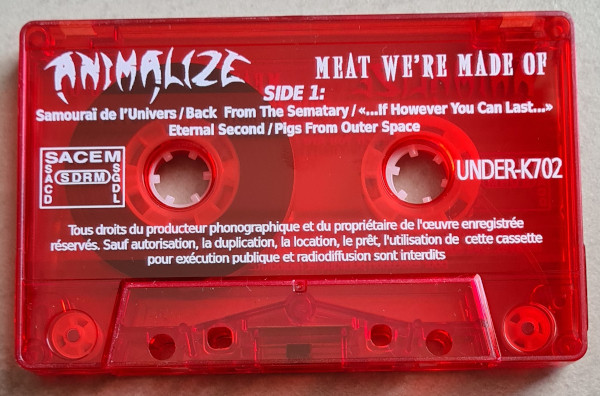 ANIMALIZE MEAT WE'RE MADE OF
SIDE 1:
Samouraï de l'Univers / Back From The Sematary / «...If However You Can Last...»
Eternal Second / Pigs From Outer Space
SACEM
SACD
SDRM
SGDL
UNDER-K702
Tous droits du producteur phonographique et du propriétaire de l'œuvre enregistrée
réservés. Sauf autorisation, la duplication, la location, le prêt, l'utilisation de cette cassette
pour exécution publique et radiodiffusion sont interdits